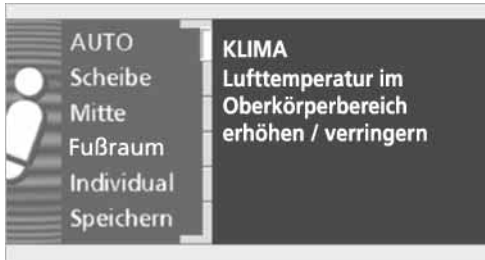 AUTO
Scheibe
Mitte
Fußraum
Individual
Speichern
KLIMA
Lufttemperatur im
Oberkörperbereich
erhöhen / verringern